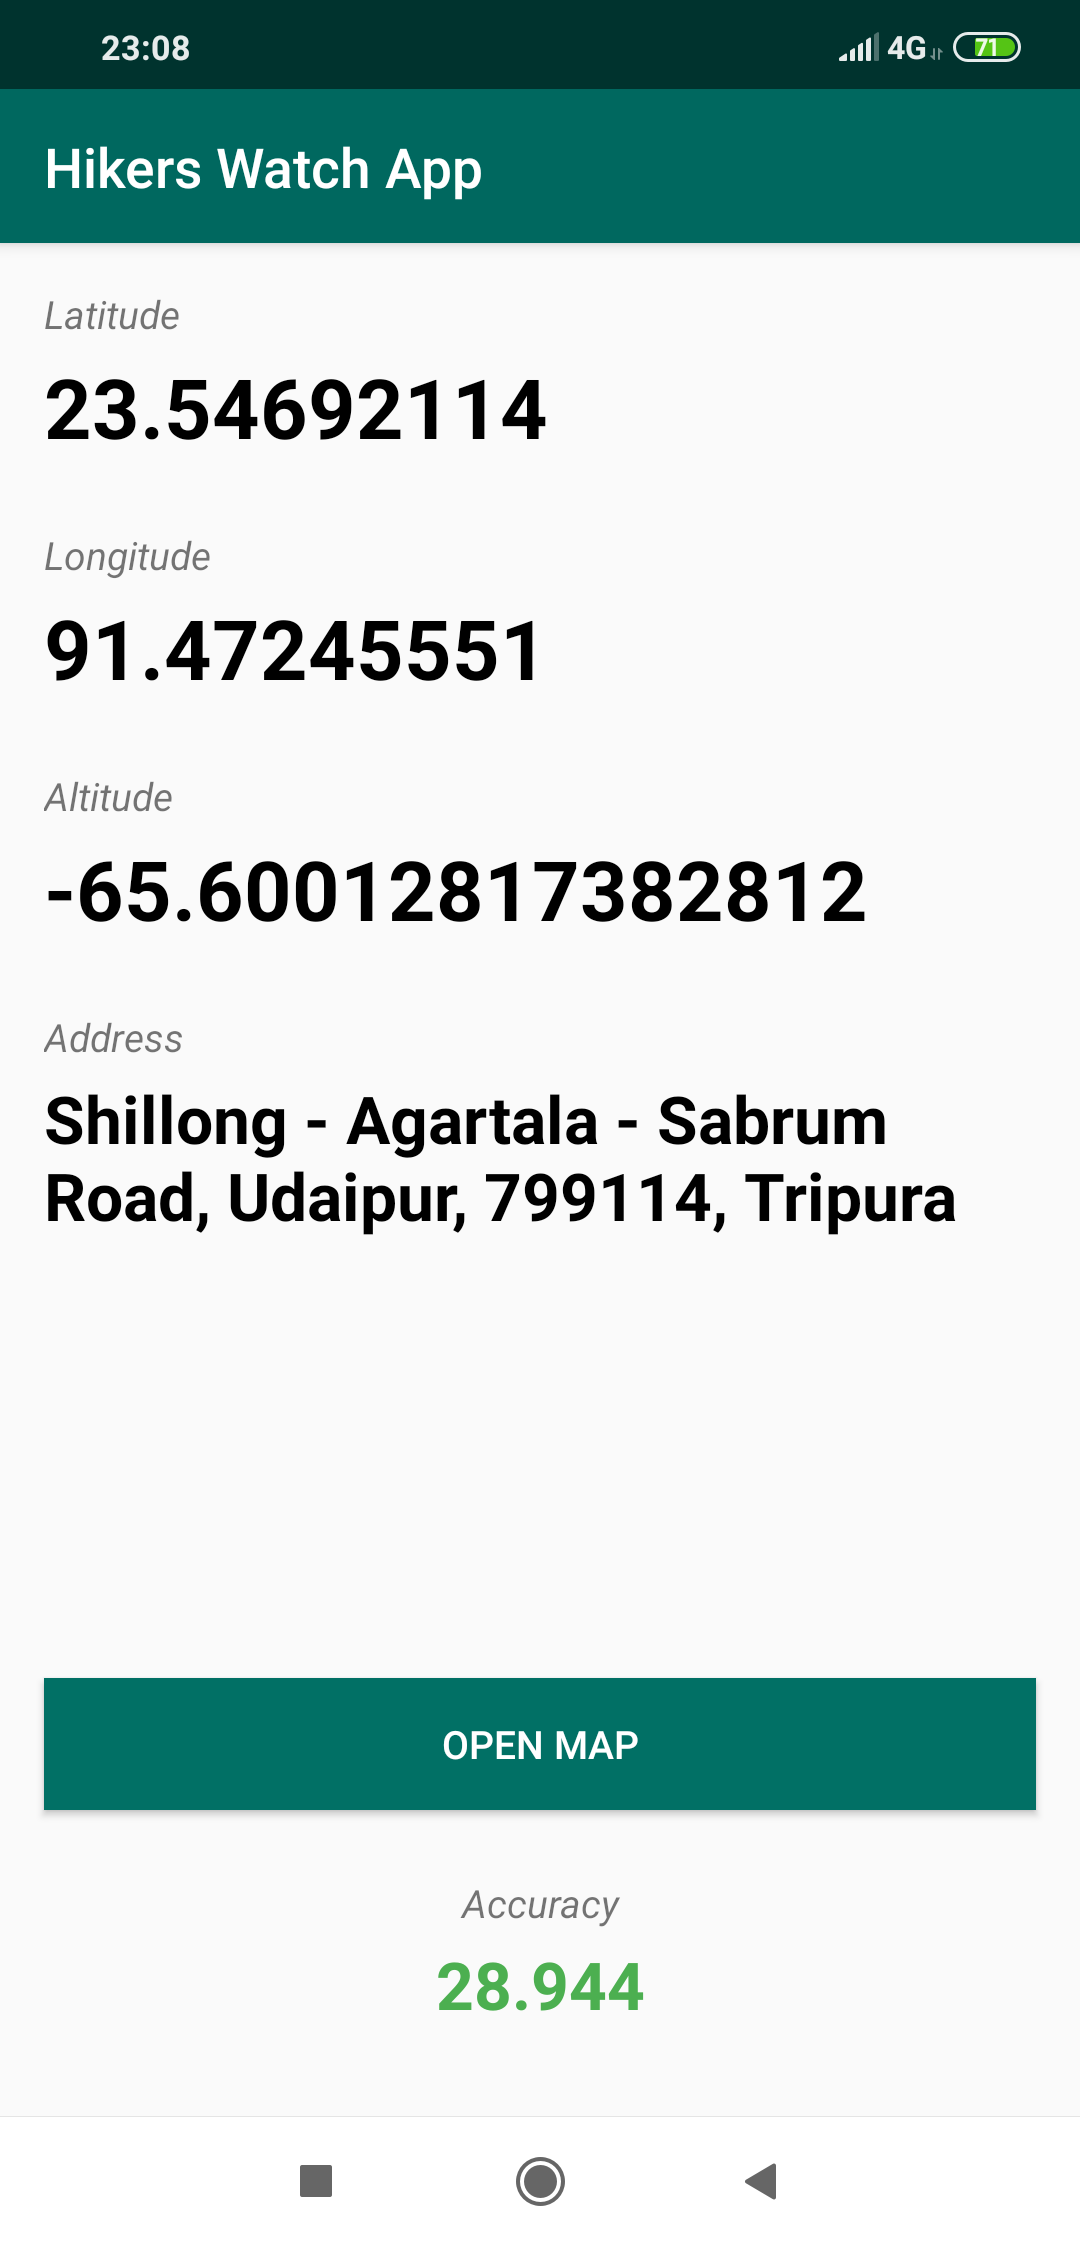 23:08
4G 71
Hikers Watch App
Latitude
23.54692114
Longitude
91.47245551
Altitude
-65.60012817382812
Address
Shillong - Agartala - Sabrum
Road, Udaipur, 799114, Tripura
OPEN MAP
Accuracy
28.944